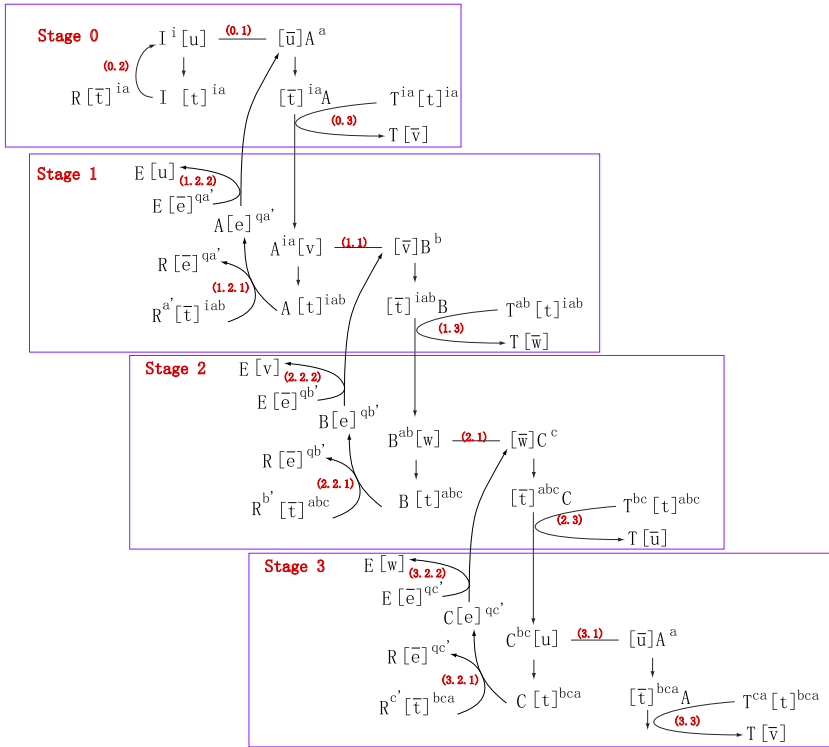 Stage 0
I^i[u] (0.1) [u̅]A^a
(0.2)
R[t̅]^ia I [t]^ia [t̅]^iaA T^ia[t]^ia
(0.3)
T[v̅]
Stage 1
E[u]
(1.2.2)
E[e̅]^qa'
A[e]^qa'
A^ia[v] (1.1) [v̅]B^b
R[e̅]^qa'
(1.2.1)
R^a'[t̅]^iab A[t]^iab [t̅]^iabB T^ab[t]^iab
(1.3)
T[w̅]
Stage 2
E[v]
(2.2.2)
E[e̅]^qb'
B[e]^qb'
B^ab[w] (2.1) [w̅]C^c
R[e̅]^qb'
(2.2.1)
R^b'[t̅]^abc B[t]^abc [t̅]^abcC T^bc[t]^abc
(2.3)
T[u̅]
Stage 3
E[w]
(3.2.2)
E[e̅]^qc'
C[e]^qc'
C^bc[u] (3.1) [u̅]A^a
R[e̅]^qc'
(3.2.1)
R^c'[t̅]^bca C[t]^bca [t̅]^bcaA T^ca[t]^bca
(3.3)
T[v̅]